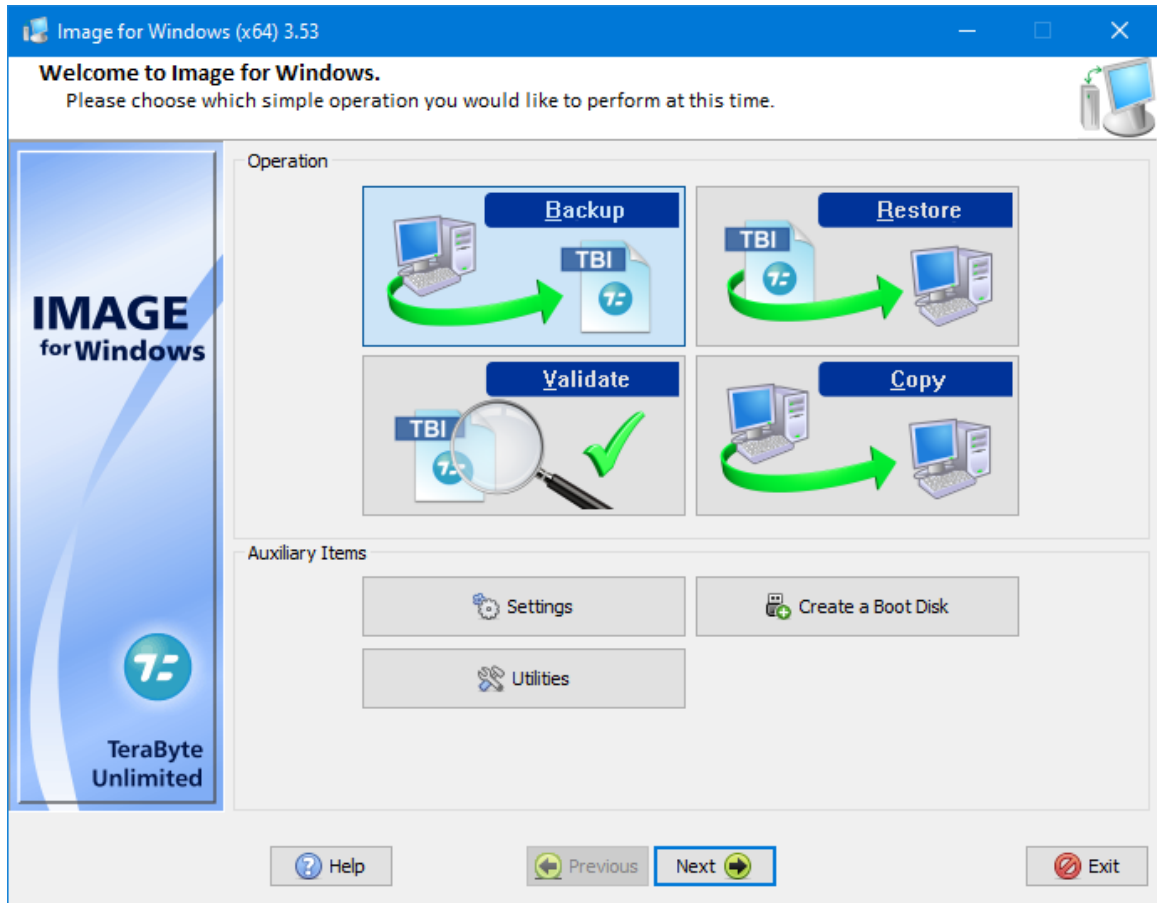 Image for Windows (x64) 3.53
Welcome to Image for Windows.
Please choose which simple operation you would like to perform at this time.
IMAGE
for Windows
TeraByte
Unlimited
Operation
Backup
TBI
Restore
TBI
Validate
TBI
Copy
Auxiliary Items
Settings
Create a Boot Disk
Utilities
Help
Previous
Next
Exit